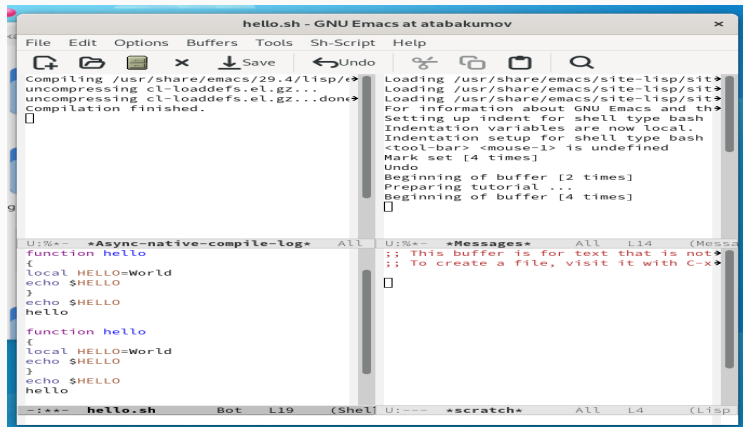 hello.sh - GNU Emacs at atabakumov
File Edit Options Buffers Tools Sh-Script Help
Save Undo
Compiling /usr/share/emacs/29.4/lisp/e
uncompressing cl-loaddefs.el.gz...
uncompressing cl-loaddefs.el.gz...done
Compilation finished.
U:%*- *Async-native-compile-log* All
Loading /usr/share/emacs/site-lisp/sit
Loading /usr/share/emacs/site-lisp/sit
Loading /usr/share/emacs/site-lisp/sit
For information about GNU Emacs and th
Setting up indent for shell type bash
Indentation variables are now local.
Indentation setup for shell type bash
<tool-bar> <mouse-1> is undefined
Mark set [4 times]
Undo
Beginning of buffer [2 times]
Preparing tutorial ...
Beginning of buffer [4 times]
U:%*- *Messages* All L14 (Messa
function hello
{
local HELLO=World
echo $HELLO
}
echo $HELLO
hello
function hello
{
local HELLO=World
echo $HELLO
}
echo $HELLO
hello
-:**- hello.sh Bot L19 (Shell
;; This buffer is for text that is not
;; To create a file, visit it with C-x
U:--- *scratch* All L4 (Lisp